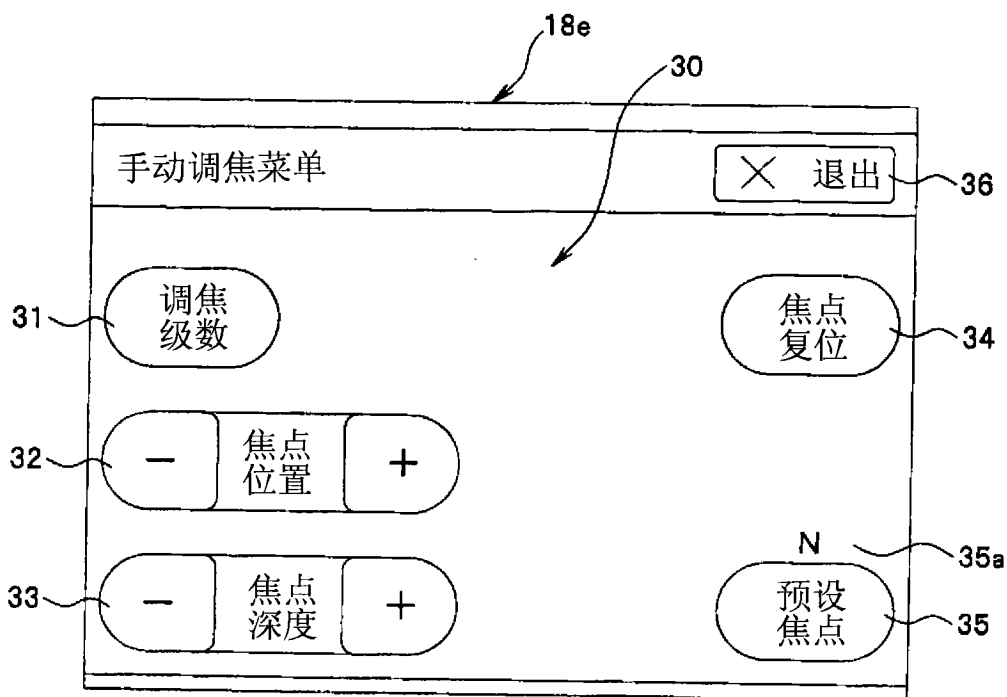 18e
30
手动调焦菜单
× 退出
36
调焦
级数
31
焦点
复位
34
32
−
焦点
位置
+
N
35a
33
−
焦点
深度
+
预设
焦点
35